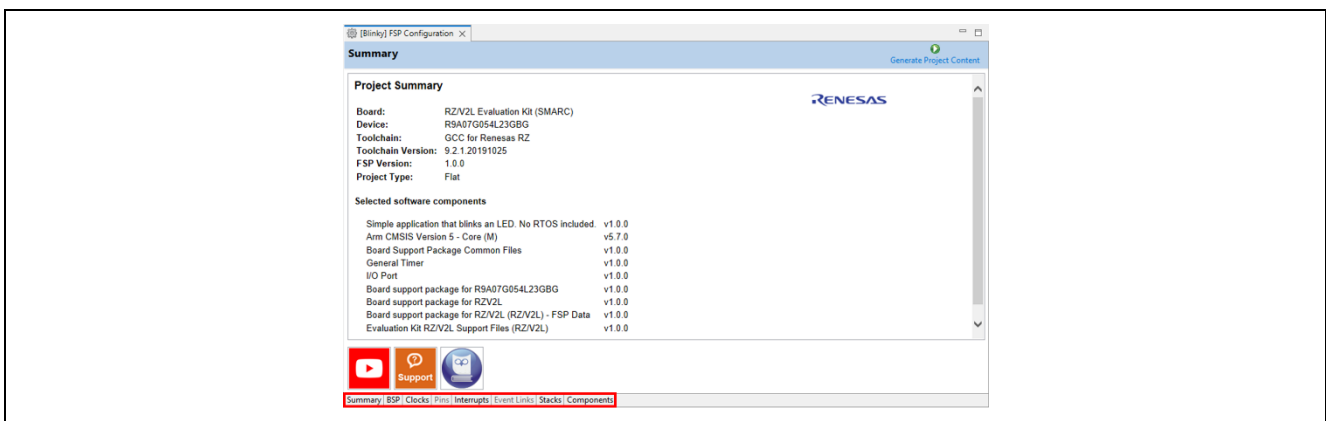 [Blinky] FSP Configuration
Summary
Generate Project Content
Project Summary
RENESAS
Board: RZ/V2L Evaluation Kit (SMARC)
Device: R9A07G054L23GBG
Toolchain: GCC for Renesas RZ
Toolchain Version: 9.2.1.20191025
FSP Version: 1.0.0
Project Type: Flat
Selected software components
Simple application that blinks an LED. No RTOS included. v1.0.0
Arm CMSIS Version 5 - Core (M) v5.7.0
Board Support Package Common Files v1.0.0
General Timer v1.0.0
I/O Port v1.0.0
Board support package for R9A07G054L23GBG v1.0.0
Board support package for RZV2L v1.0.0
Board support package for RZ/V2L (RZ/V2L) - FSP Data v1.0.0
Evaluation Kit RZ/V2L Support Files (RZ/V2L) v1.0.0
Support
Summary BSP Clocks Pins Interrupts Event Links Stacks Components